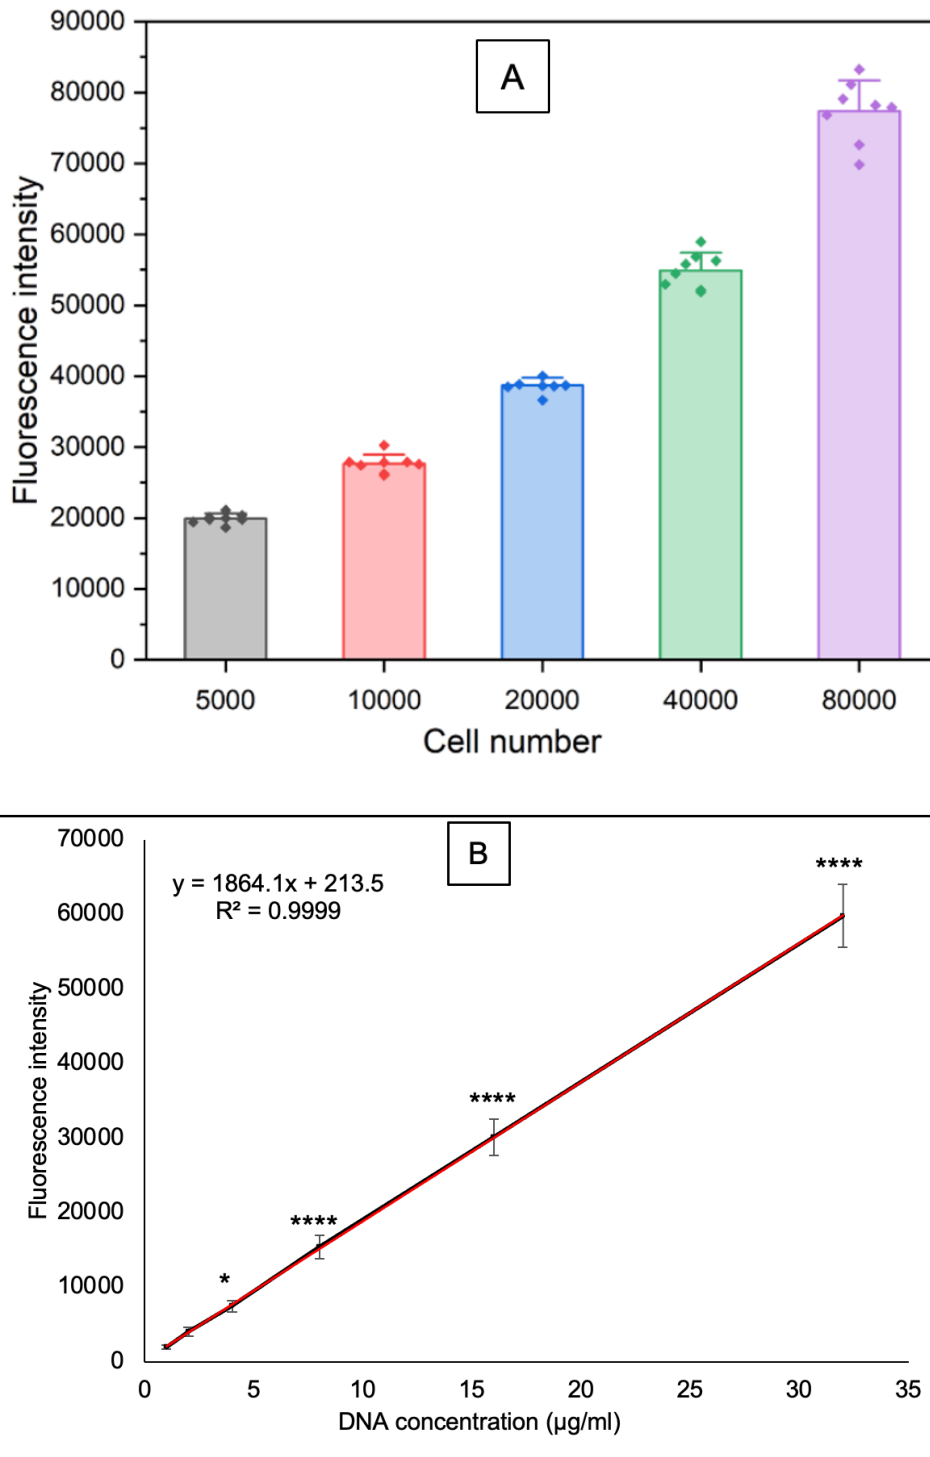 A
90000
80000
70000
60000
50000
40000
30000
20000
10000
0
Fluorescence intensity
5000 10000 20000 40000 80000
Cell number
B
70000
60000
50000
40000
30000
20000
10000
0
Fluorescence intensity
y = 1864.1x + 213.5
R² = 0.9999
*
****
****
****
0 5 10 15 20 25 30 35
DNA concentration (µg/ml)